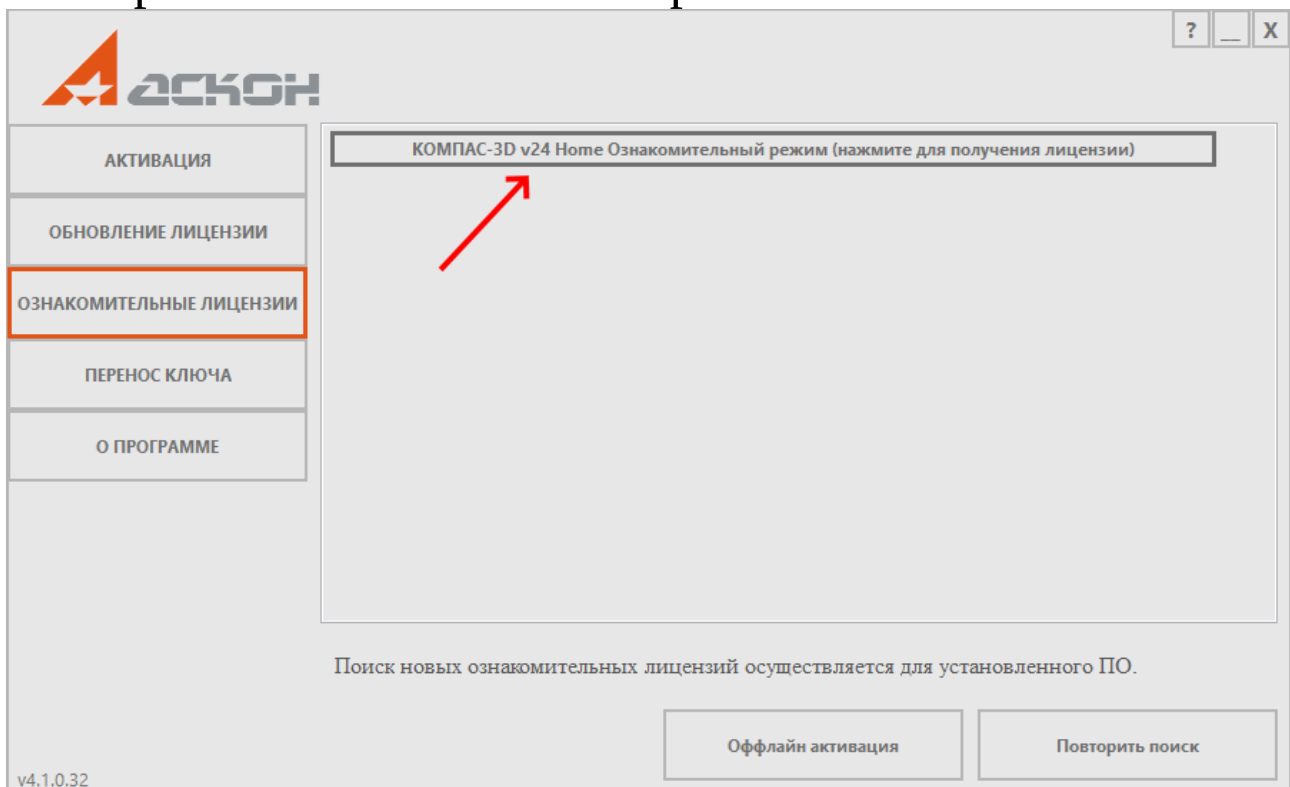 ? __ X
АСКОН
АКТИВАЦИЯ
ОБНОВЛЕНИЕ ЛИЦЕНЗИИ
ОЗНАКОМИТЕЛЬНЫЕ ЛИЦЕНЗИИ
ПЕРЕНОС КЛЮЧА
О ПРОГРАММЕ
КОМПАС-3D v24 Home Ознакомительный режим (нажмите для получения лицензии)
Поиск новых ознакомительных лицензий осуществляется для установленного ПО.
Оффлайн активация
Повторить поиск
v4.1.0.32